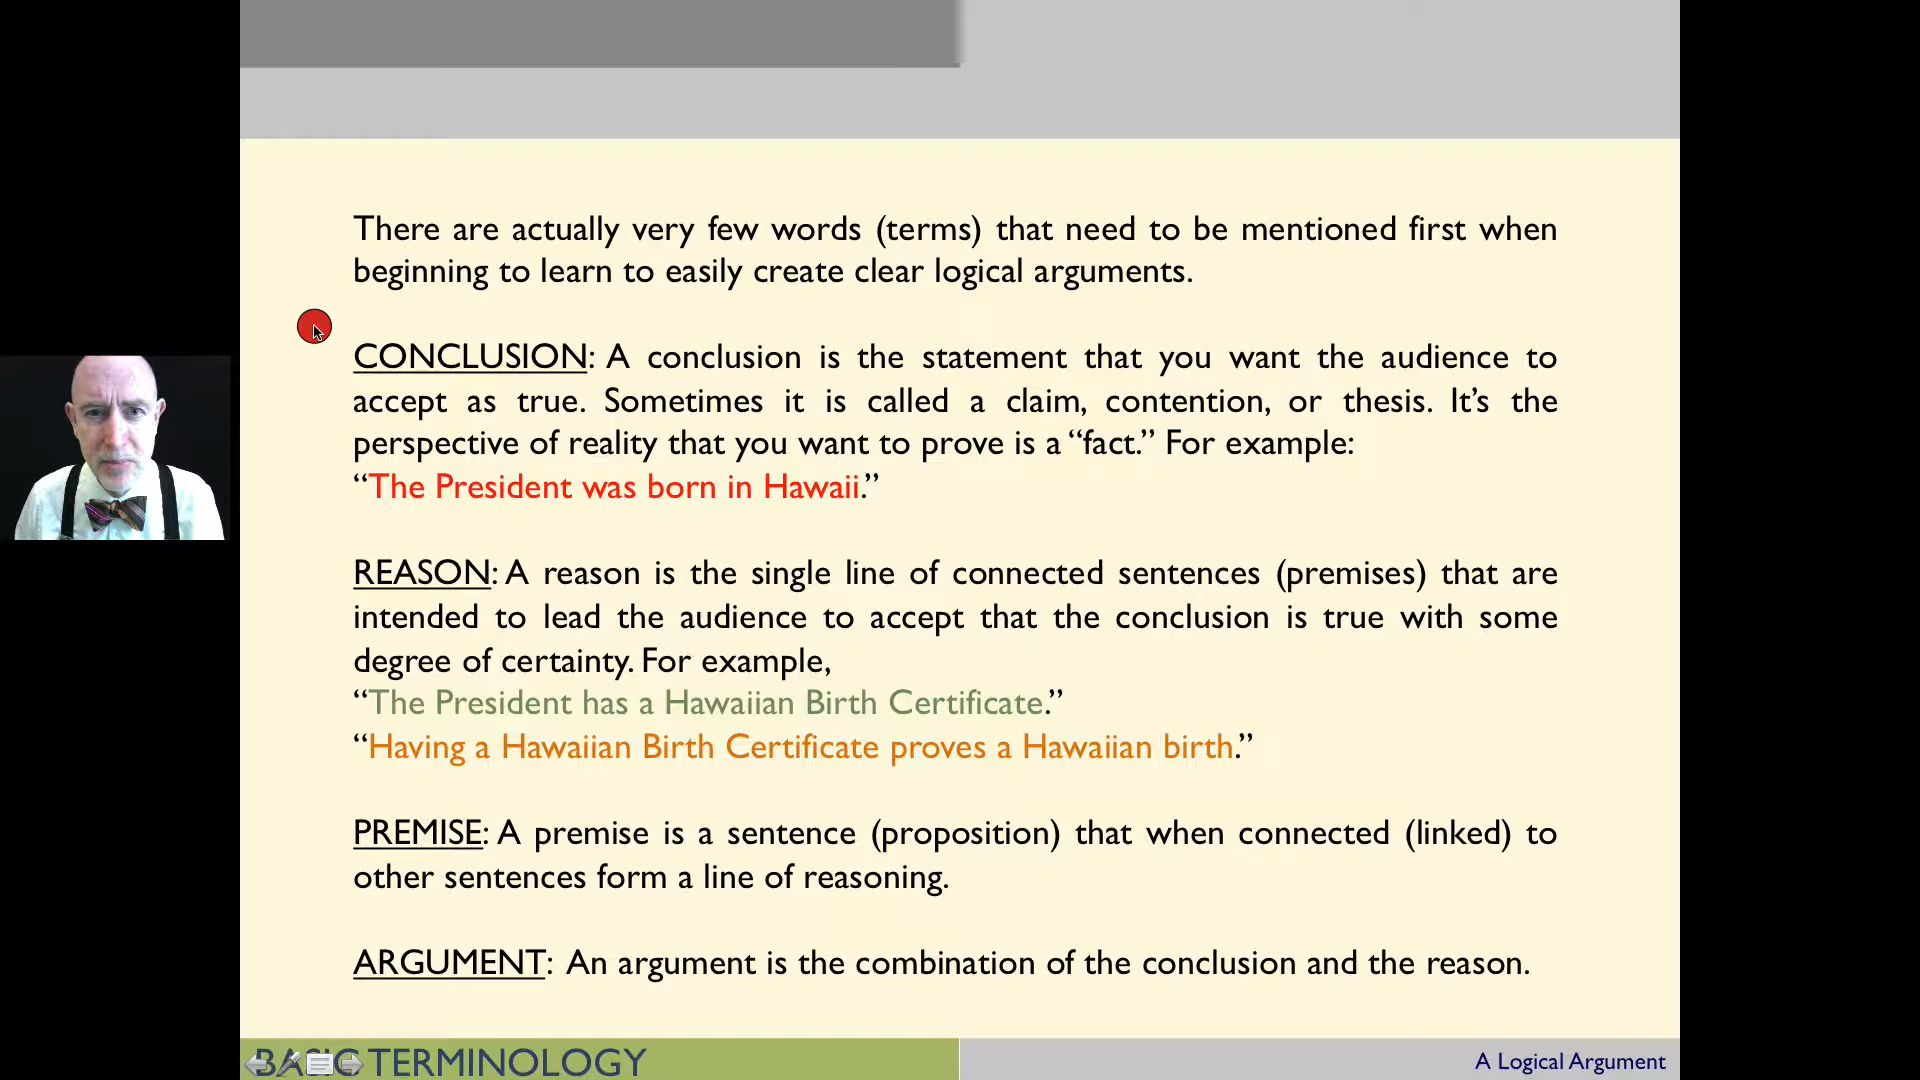 There are actually very few words (terms) that need to be mentioned first when
beginning to learn to easily create clear logical arguments.
CONCLUSION: A conclusion is the statement that you want the audience to
accept as true. Sometimes it is called a claim, contention, or thesis. It’s the
perspective of reality that you want to prove is a “fact.” For example:
“The President was born in Hawaii.”
REASON: A reason is the single line of connected sentences (premises) that are
intended to lead the audience to accept that the conclusion is true with some
degree of certainty. For example,
“The President has a Hawaiian Birth Certificate.”
“Having a Hawaiian Birth Certificate proves a Hawaiian birth.”
PREMISE: A premise is a sentence (proposition) that when connected (linked) to
other sentences form a line of reasoning.
ARGUMENT: An argument is the combination of the conclusion and the reason.
BASIC TERMINOLOGY
A Logical Argument